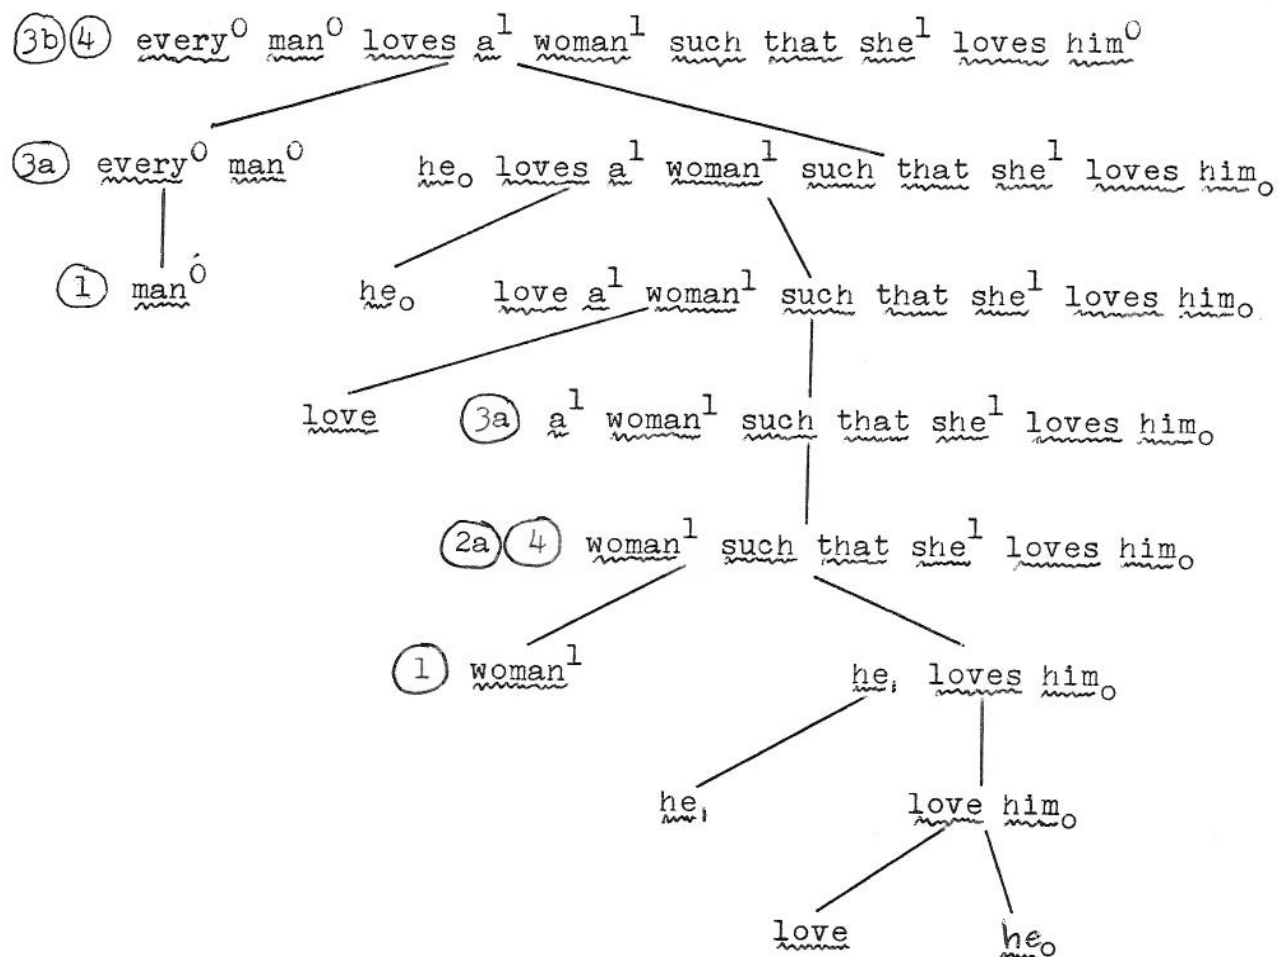 (3b) (4) every⁰ man⁰ loves a¹ woman¹ such that she¹ loves him⁰
(3a) every⁰ man⁰ he₀ loves a¹ woman¹ such that she¹ loves him₀
(1) man⁰ he₀ love a¹ woman¹ such that she¹ loves him₀
love (3a) a¹ woman¹ such that she¹ loves him₀
(2a) (4) woman¹ such that she¹ loves him₀
(1) woman¹ he₁ loves him₀
he₁ love him₀
love he₀